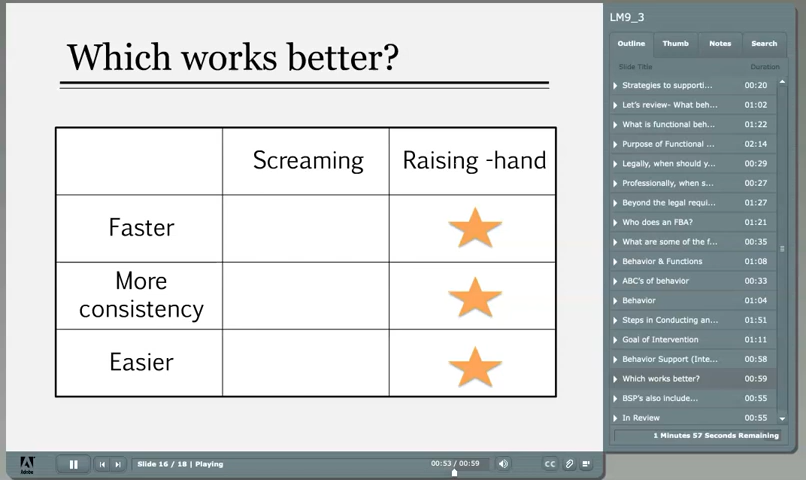 Which works better?
Screaming
Raising -hand
Faster
More
consistency
Easier
LM9_3
Outline
Thumb
Notes
Search
Slide Title
Duration
Strategies to supporti... 00:20
Let's review- What beh... 01:02
What is functional beh... 01:22
Purpose of Functional ... 02:14
Legally, when should y... 00:29
Professionally, when s... 00:27
Beyond the legal requi... 01:27
Who does an FBA? 01:21
What are some of the f... 00:35
Behavior & Functions 01:08
ABC's of behavior 00:33
Behavior 01:04
Steps in Conducting an... 01:51
Goal of Intervention 01:11
Behavior Support (Inte... 00:58
Which works better? 00:59
BSP's also include... 00:55
In Review 00:55
1 Minutes 57 Seconds Remaining
Adobe
Slide 16 / 18 | Playing
00:53 / 00:59
CC